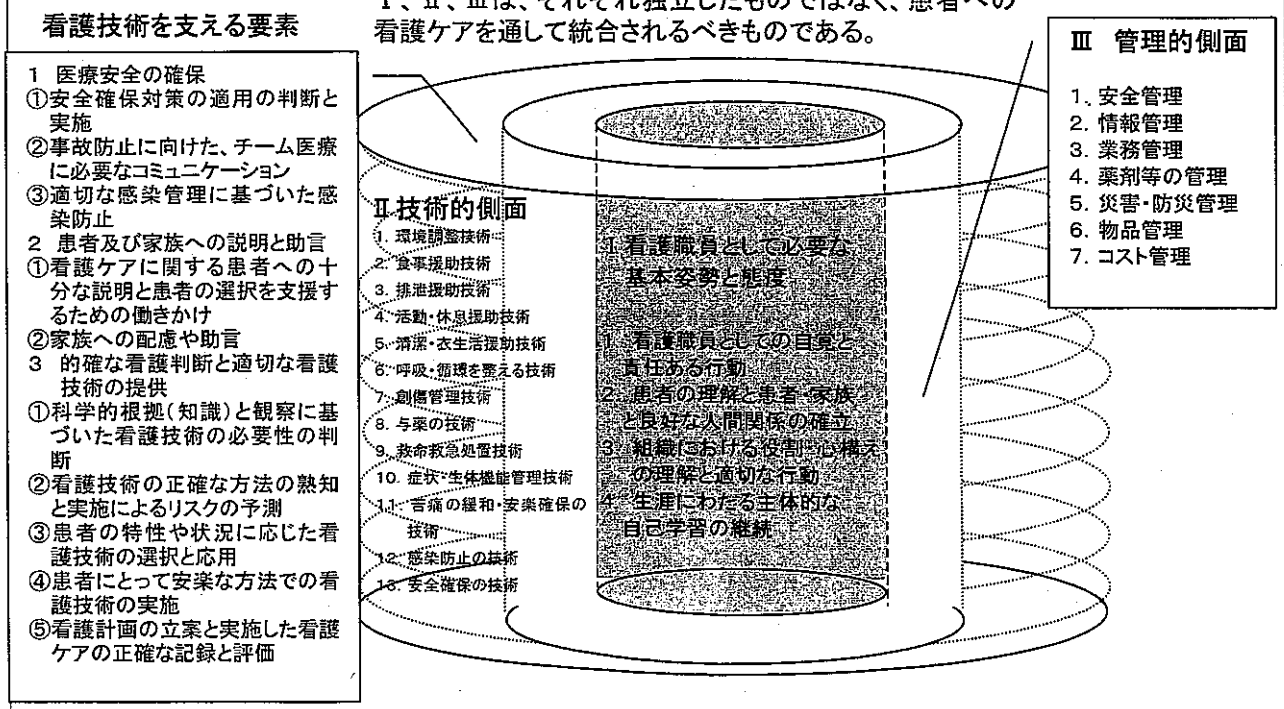 看護技術を支える要素
Ⅰ、Ⅱ、Ⅲは、それぞれ独立したものではなく、患者への
看護ケアを通して統合されるべきものである。
1 医療安全の確保
①安全確保対策の適用の判断と
実施
②事故防止に向けた、チーム医療
に必要なコミュニケーション
③適切な感染管理に基づいた感
染防止
2 患者及び家族への説明と助言
①看護ケアに関する患者への十
分な説明と患者の選択を支援す
るための働きかけ
②家族への配慮や助言
3 的確な看護判断と適切な看護
技術の提供
①科学的根拠(知識)と観察に基
づいた看護技術の必要性の判
断
②看護技術の正確な方法の熟知
と実施によるリスクの予測
③患者の特性や状況に応じた看
護技術の選択と応用
④患者にとって安楽な方法での看
護技術の実施
⑤看護計画の立案と実施した看護
ケアの正確な記録と評価
Ⅱ技術的側面
1. 環境調整技術
2. 食事援助技術
3. 排泄援助技術
4. 活動・休息援助技術
5. 清潔・衣生活援助技術
6. 呼吸・循環を整える技術
7. 創傷管理技術
8. 与薬の技術
9. 救命救急処置技術
10. 症状・生体機能管理技術
11. 苦痛の緩和・安楽確保の
技術
12. 感染防止の技術
13. 安全確保の技術
Ⅰ 看護職員として必要な
基本姿勢と態度
1. 看護職員としての自覚と
責任ある行動
2. 患者の理解と患者・家族
と良好な人間関係の確立
3. 組織における役割・心構え
の理解と適切な行動
4. 生涯にわたる主体的な
自己学習の継続
Ⅲ 管理的側面
1. 安全管理
2. 情報管理
3. 業務管理
4. 薬剤等の管理
5. 災害・防災管理
6. 物品管理
7. コスト管理